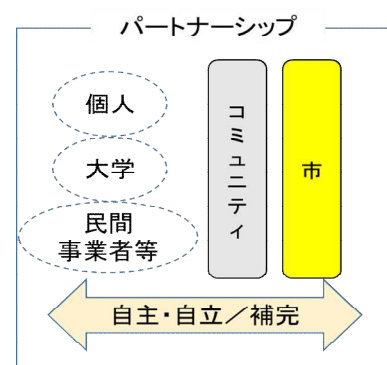 パートナーシップ
個人
大学
民間
事業者等
コミュニティ
市
自主・自立／補完